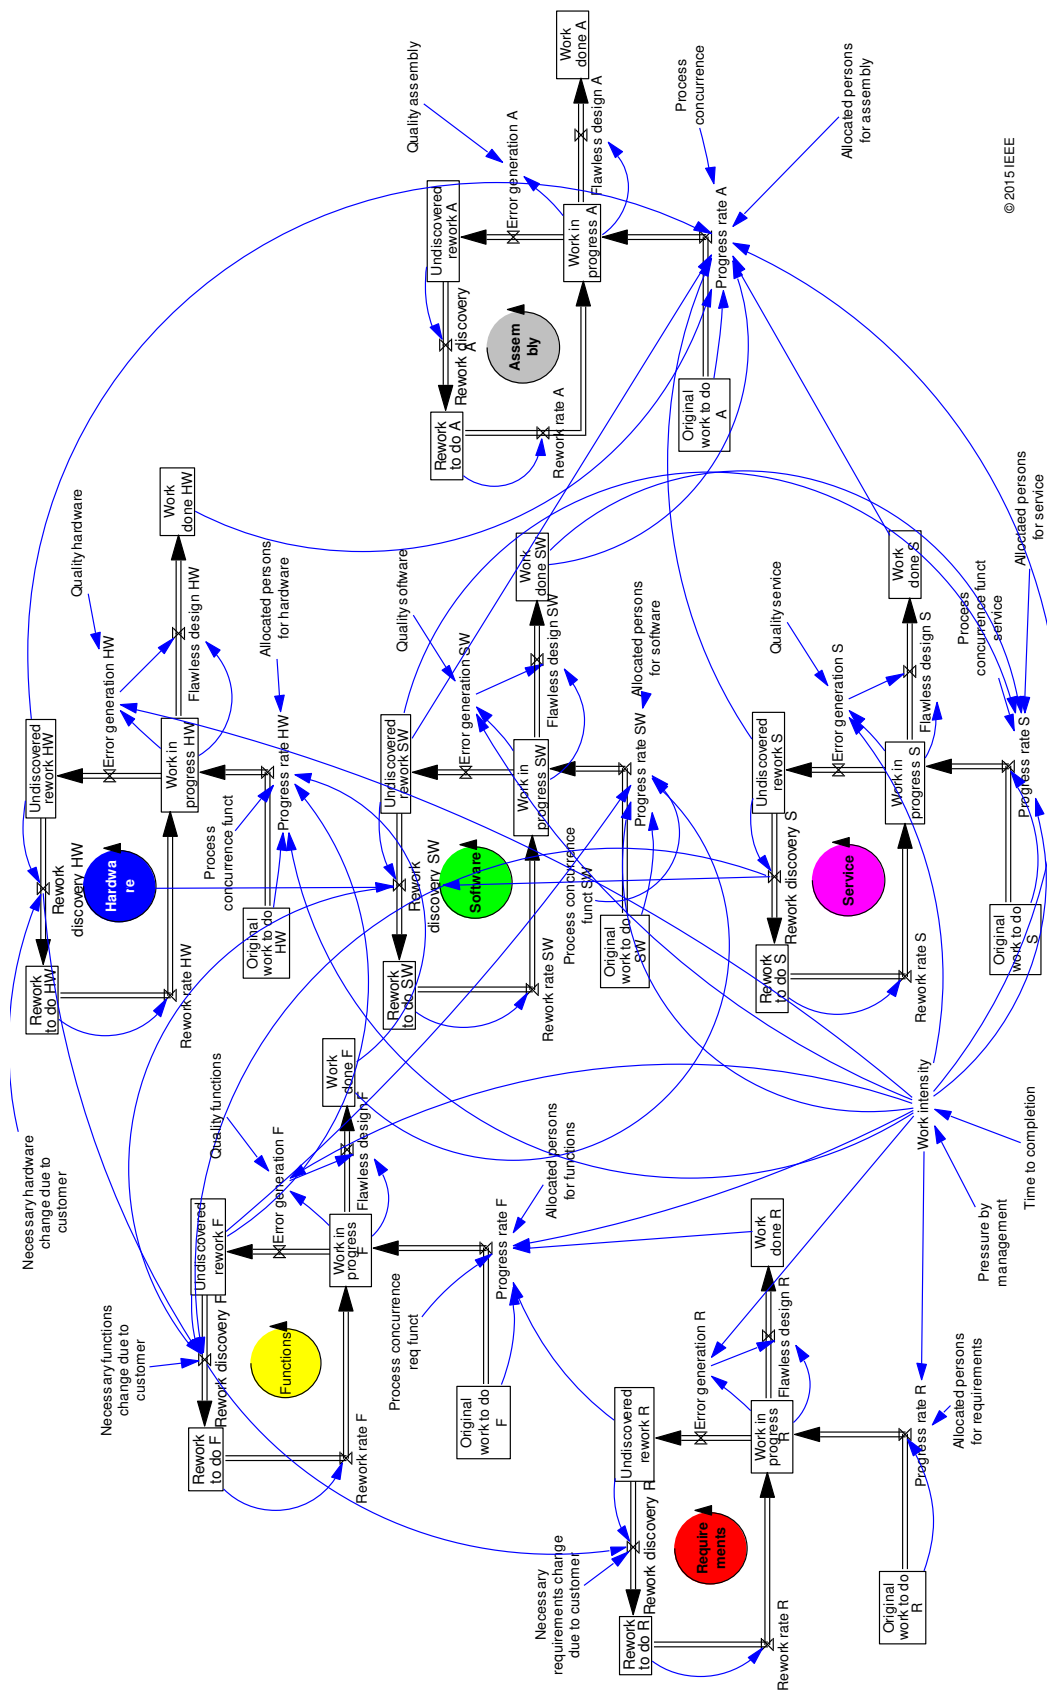 Necessary hardware
change due to
customer
Necessary functions
change due to
customer
Necessary
requirements change
due to customer
Undiscovered
rework HW
Rework
discovery HW
Rework
to do HW
Rework rate HW
Work in
progress HW
Error generation HW
Quality hardware
Flawless design HW
Work
done HW
Hardwa
re
Process
concurrence funct
Original
work to do
HW
Progress rate HW
Allocated persons
for hardware
Undiscovered
rework SW
Rework
discovery SW
Rework
to do SW
Rework rate SW
Work in
progress SW
Error generation SW
Quality software
Flawless design SW
Work
done SW
Software
Process concurrence
funct SW
Original
work to do
SW
Progress rate SW
Allocated persons
for software
Undiscovered
rework S
Rework discovery S
Rework
to do S
Rework rate S
Work in
progress S
Error generation S
Quality service
Flawless design S
Work
done S
Service
Process
concurrence funct
service
Original
work to do
S
Progress rate S
Alloctaed persons
for service
Undiscovered
rework A
Rework discovery
A
Rework
to do A
Rework rate A
Work in
progress A
Error generation A
Quality assembly
Flawless design A
Work
done A
Assem
bly
Process
concurrence
Original
work to do
A
Progress rate A
Allocated persons
for assembly
Undiscovered
rework F
Rework discovery F
Rework
to do F
Rework rate F
Work in
progress
F
Error generation F
Quality functions
Flawless design F
Work
done F
Functions
Process concurrence
req funct
Original
work to do
F
Progress rate F
Allocated persons
for functions
Undiscovered
rework R
Rework discovery R
Rework
to do R
Rework rate R
Work in
progress
R
Error generation R
Flawless design R
Work
done R
Require
ments
Original
work to do
R
Progress rate R
Allocated persons
for requirements
Work intensity
Pressure by
management
Time to completion
© 2015 IEEE